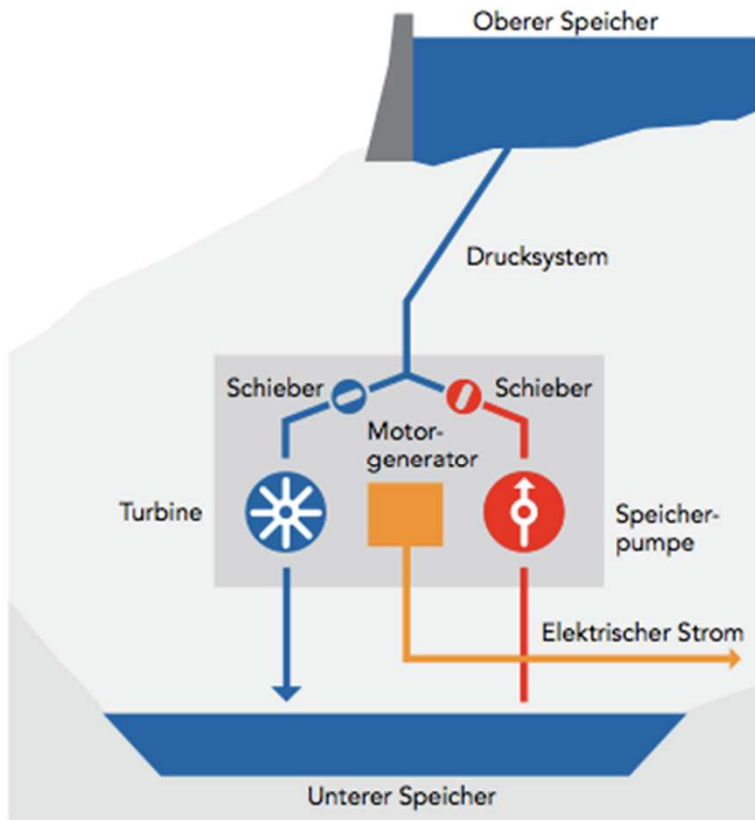 Oberer Speicher
Drucksystem
Schieber
Schieber
Motor-
generator
Turbine
Speicher-
pumpe
Elektrischer Strom
Unterer Speicher